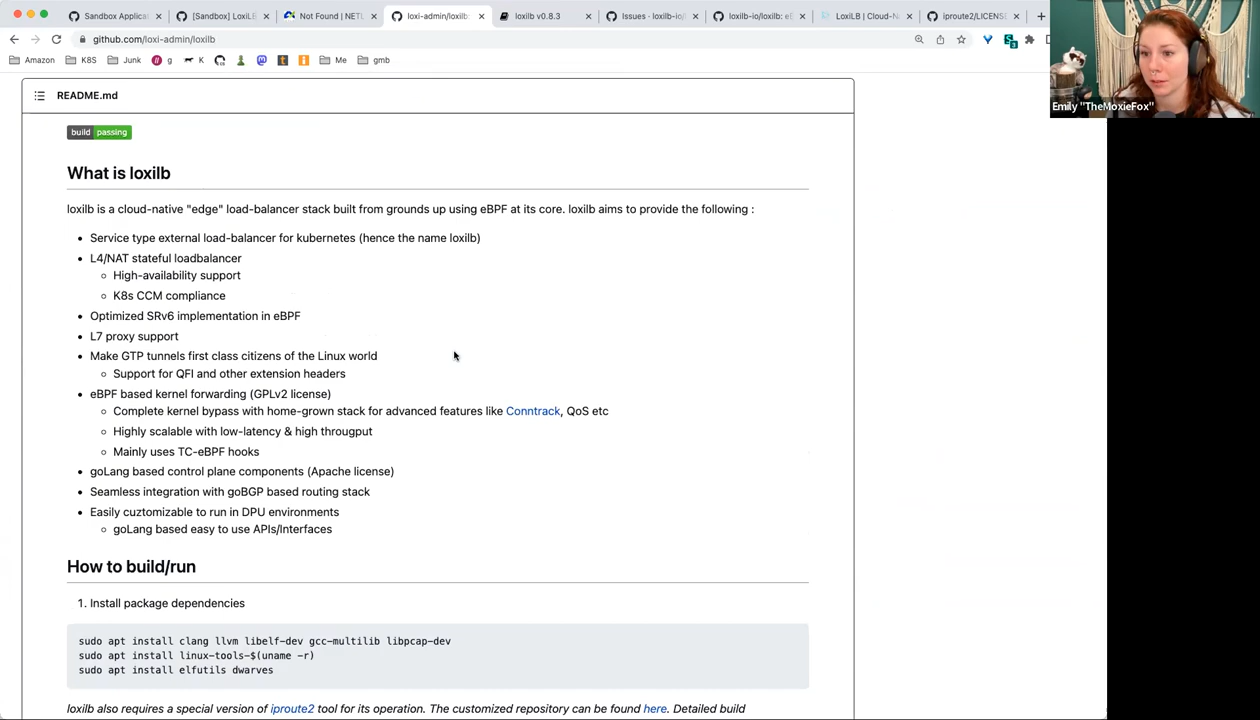 Sandbox Applica
[Sandbox] LoxiLB
Not Found | NETL
loxi-admin/loxilb:
loxilb v0.8.3
Issues · loxilb-io/
loxilb-io/loxilb: eB
LoxiLB | Cloud-N
iproute2/LICENS
github.com/loxi-admin/loxilb
Amazon
K8S
Junk
g
K
Me
gmb
Emily "TheMoxieFox"
README.md
build passing
What is loxilb
loxilb is a cloud-native "edge" load-balancer stack built from grounds up using eBPF at its core. loxilb aims to provide the following :
Service type external load-balancer for kubernetes (hence the name loxilb)
L4/NAT stateful loadbalancer
High-availability support
K8s CCM compliance
Optimized SRv6 implementation in eBPF
L7 proxy support
Make GTP tunnels first class citizens of the Linux world
Support for QFI and other extension headers
eBPF based kernel forwarding (GPLv2 license)
Complete kernel bypass with home-grown stack for advanced features like Conntrack, QoS etc
Highly scalable with low-latency & high througput
Mainly uses TC-eBPF hooks
goLang based control plane components (Apache license)
Seamless integration with goBGP based routing stack
Easily cuztomizable to run in DPU environments
goLang based easy to use APIs/Interfaces
How to build/run
1. Install package dependencies
sudo apt install clang llvm libelf-dev gcc-multilib libpcap-dev
sudo apt install linux-tools-$(uname -r)
sudo apt install elfutils dwarves
loxilb also requires a special version of iproute2 tool for its operation. The customized repository can be found here. Detailed build